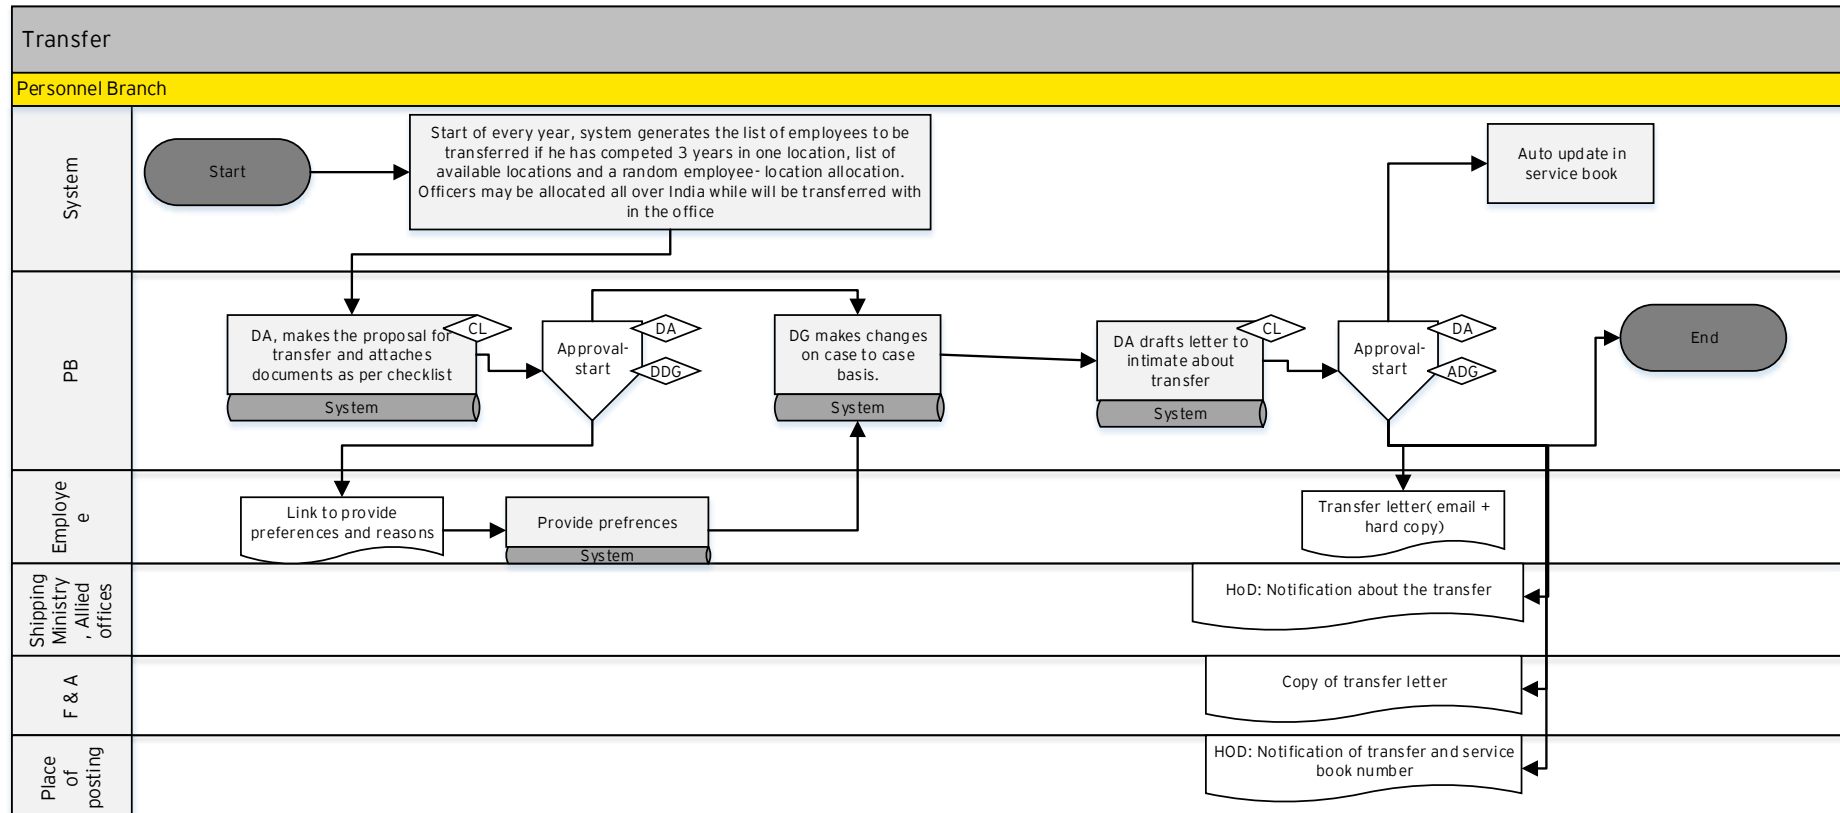 Transfer
Personnel Branch
System
Start
Start of every year, system generates the list of employees to be
transferred if he has competed 3 years in one location, list of
available locations and a random employee- location allocation.
Officers may be allocated all over India while will be transferred with
in the office
Auto update in
service book
PB
DA, makes the proposal for
transfer and attaches
documents as per checklist
System
CL
Approval-
start
DA
DDG
DG makes changes
on case to case
basis.
System
DA drafts letter to
intimate about
transfer
System
CL
Approval-
start
DA
ADG
End
Employe
e
Link to provide
preferences and reasons
Provide prefrences
System
Transfer letter( email +
hard copy)
Shipping
Ministry
, Allied
offices
HoD: Notification about the transfer
F & A
Copy of transfer letter
Place
of
posting
HOD: Notification of transfer and service
book number